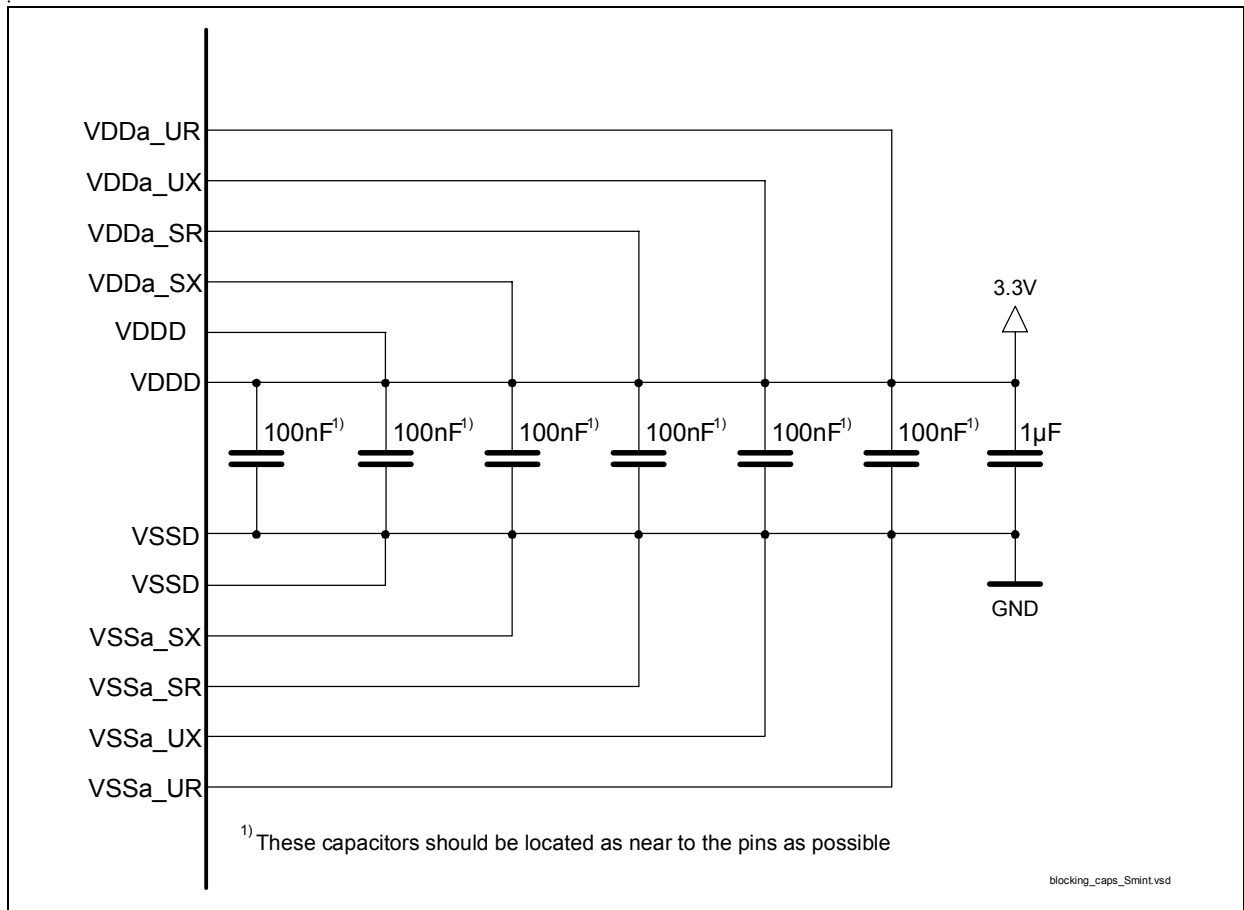 VDDa_UR
VDDa_UX
VDDa_SR
VDDa_SX
3.3V
VDDD
VDDD
100nF1) 100nF1) 100nF1) 100nF1) 100nF1) 100nF1) 1µF
VSSD
VSSD
GND
VSSa_SX
VSSa_SR
VSSa_UX
VSSa_UR
1) These capacitors should be located as near to the pins as possible
blocking_caps_Smint.vsd